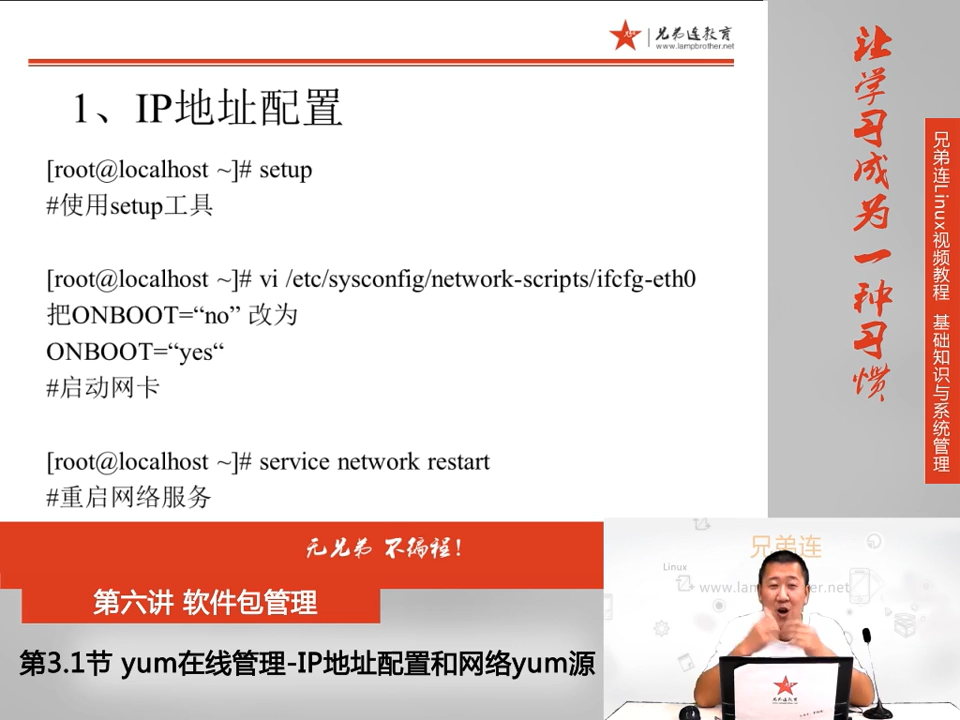 兄弟连教育
www.lampbrother.net
1、IP地址配置
[root@localhost ~]# setup
#使用setup工具
[root@localhost ~]# vi /etc/sysconfig/network-scripts/ifcfg-eth0
把ONBOOT=“no” 改为
ONBOOT=“yes“
#启动网卡
[root@localhost ~]# service network restart
#重启网络服务
无兄弟 不编程!
第六讲 软件包管理
第3.1节 yum在线管理-IP地址配置和网络yum源
让学习成为一种习惯
兄弟连Linux视频教程 基础知识与系统管理
兄弟连
Linux